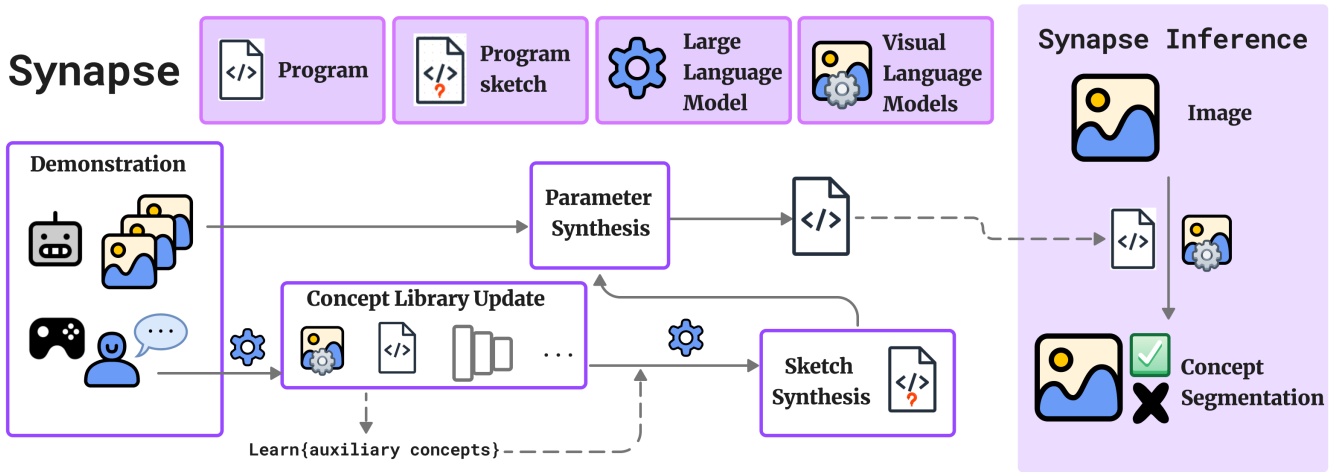 Synapse
</>
Program
</>
?
Program
sketch
Large
Language
Model
Visual
Language
Models
Synapse Inference
Image
Demonstration
Parameter
Synthesis
</>
</>
Concept Library Update
</>
...
Sketch
Synthesis
</>
?
Learn{auxiliary concepts}
Concept
Segmentation